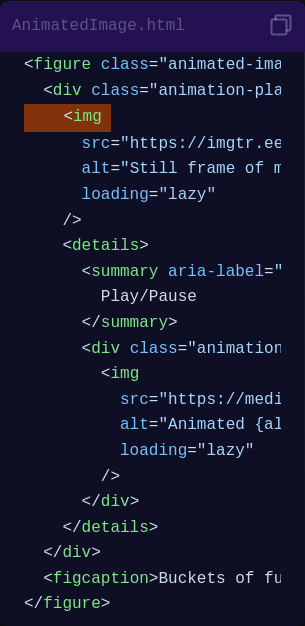 AnimatedImage.html
<figure class="animated-ima
<div class="animation-pla
<img
src="https://imgtr.ee
alt="Still frame of m
loading="lazy"
/>
<details>
<summary aria-label="
Play/Pause
</summary>
<div class="animation
<img
src="https://medi
alt="Animated {al
loading="lazy"
/>
</div>
</details>
</div>
<figcaption>Buckets of fu
</figure>